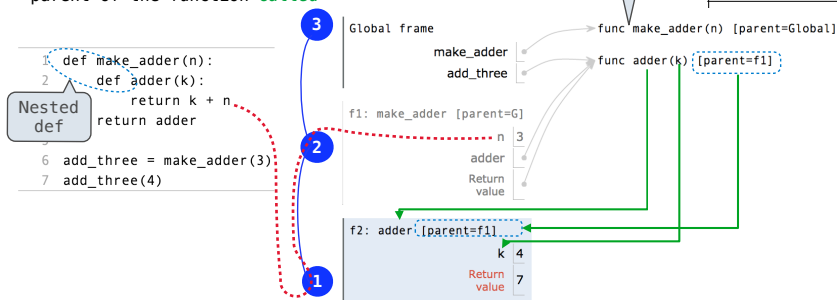 parent of the function called
3
Global frame
func make_adder(n) [parent=Global]
make_adder
add_three
func adder(k) [parent=f1]
1 def make_adder(n):
2 def adder(k):
return k + n
return adder
Nested
def
6 add_three = make_adder(3)
7 add_three(4)
f1: make_adder [parent=G]
2
n 3
adder
Return
value
f2: adder [parent=f1]
k 4
1
Return
value 7